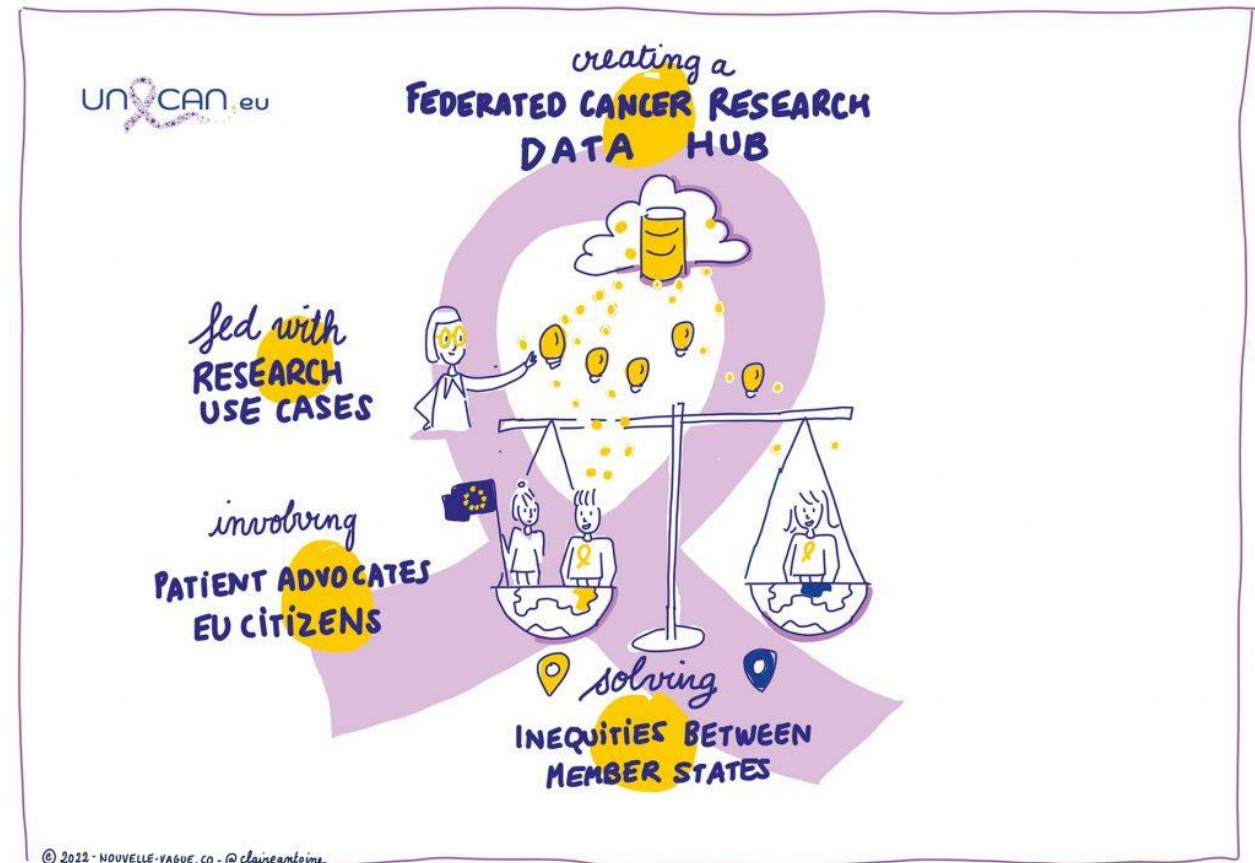 UNCAN.eu
creating a
FEDERATED CANCER RESEARCH
DATA HUB
fed with
RESEARCH
USE CASES
involving
PATIENT ADVOCATES
EU CITIZENS
solving
INEQUITIES BETWEEN
MEMBER STATES
© 2022 - NOUVELLE-VAGUE.CO - @claireantoine